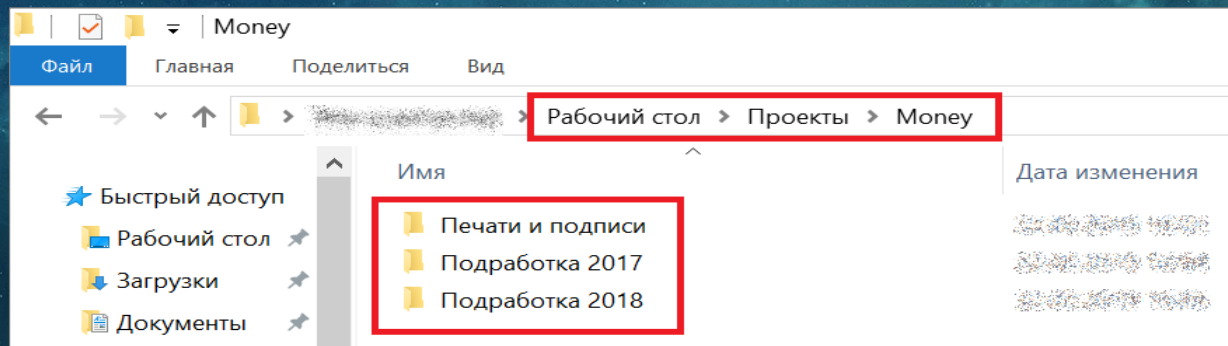 Money
Файл Главная Поделиться Вид
Рабочий стол > Проекты > Money
Имя Дата изменения
Быстрый доступ
Рабочий стол
Загрузки
Документы
Печати и подписи
Подработка 2017
Подработка 2018